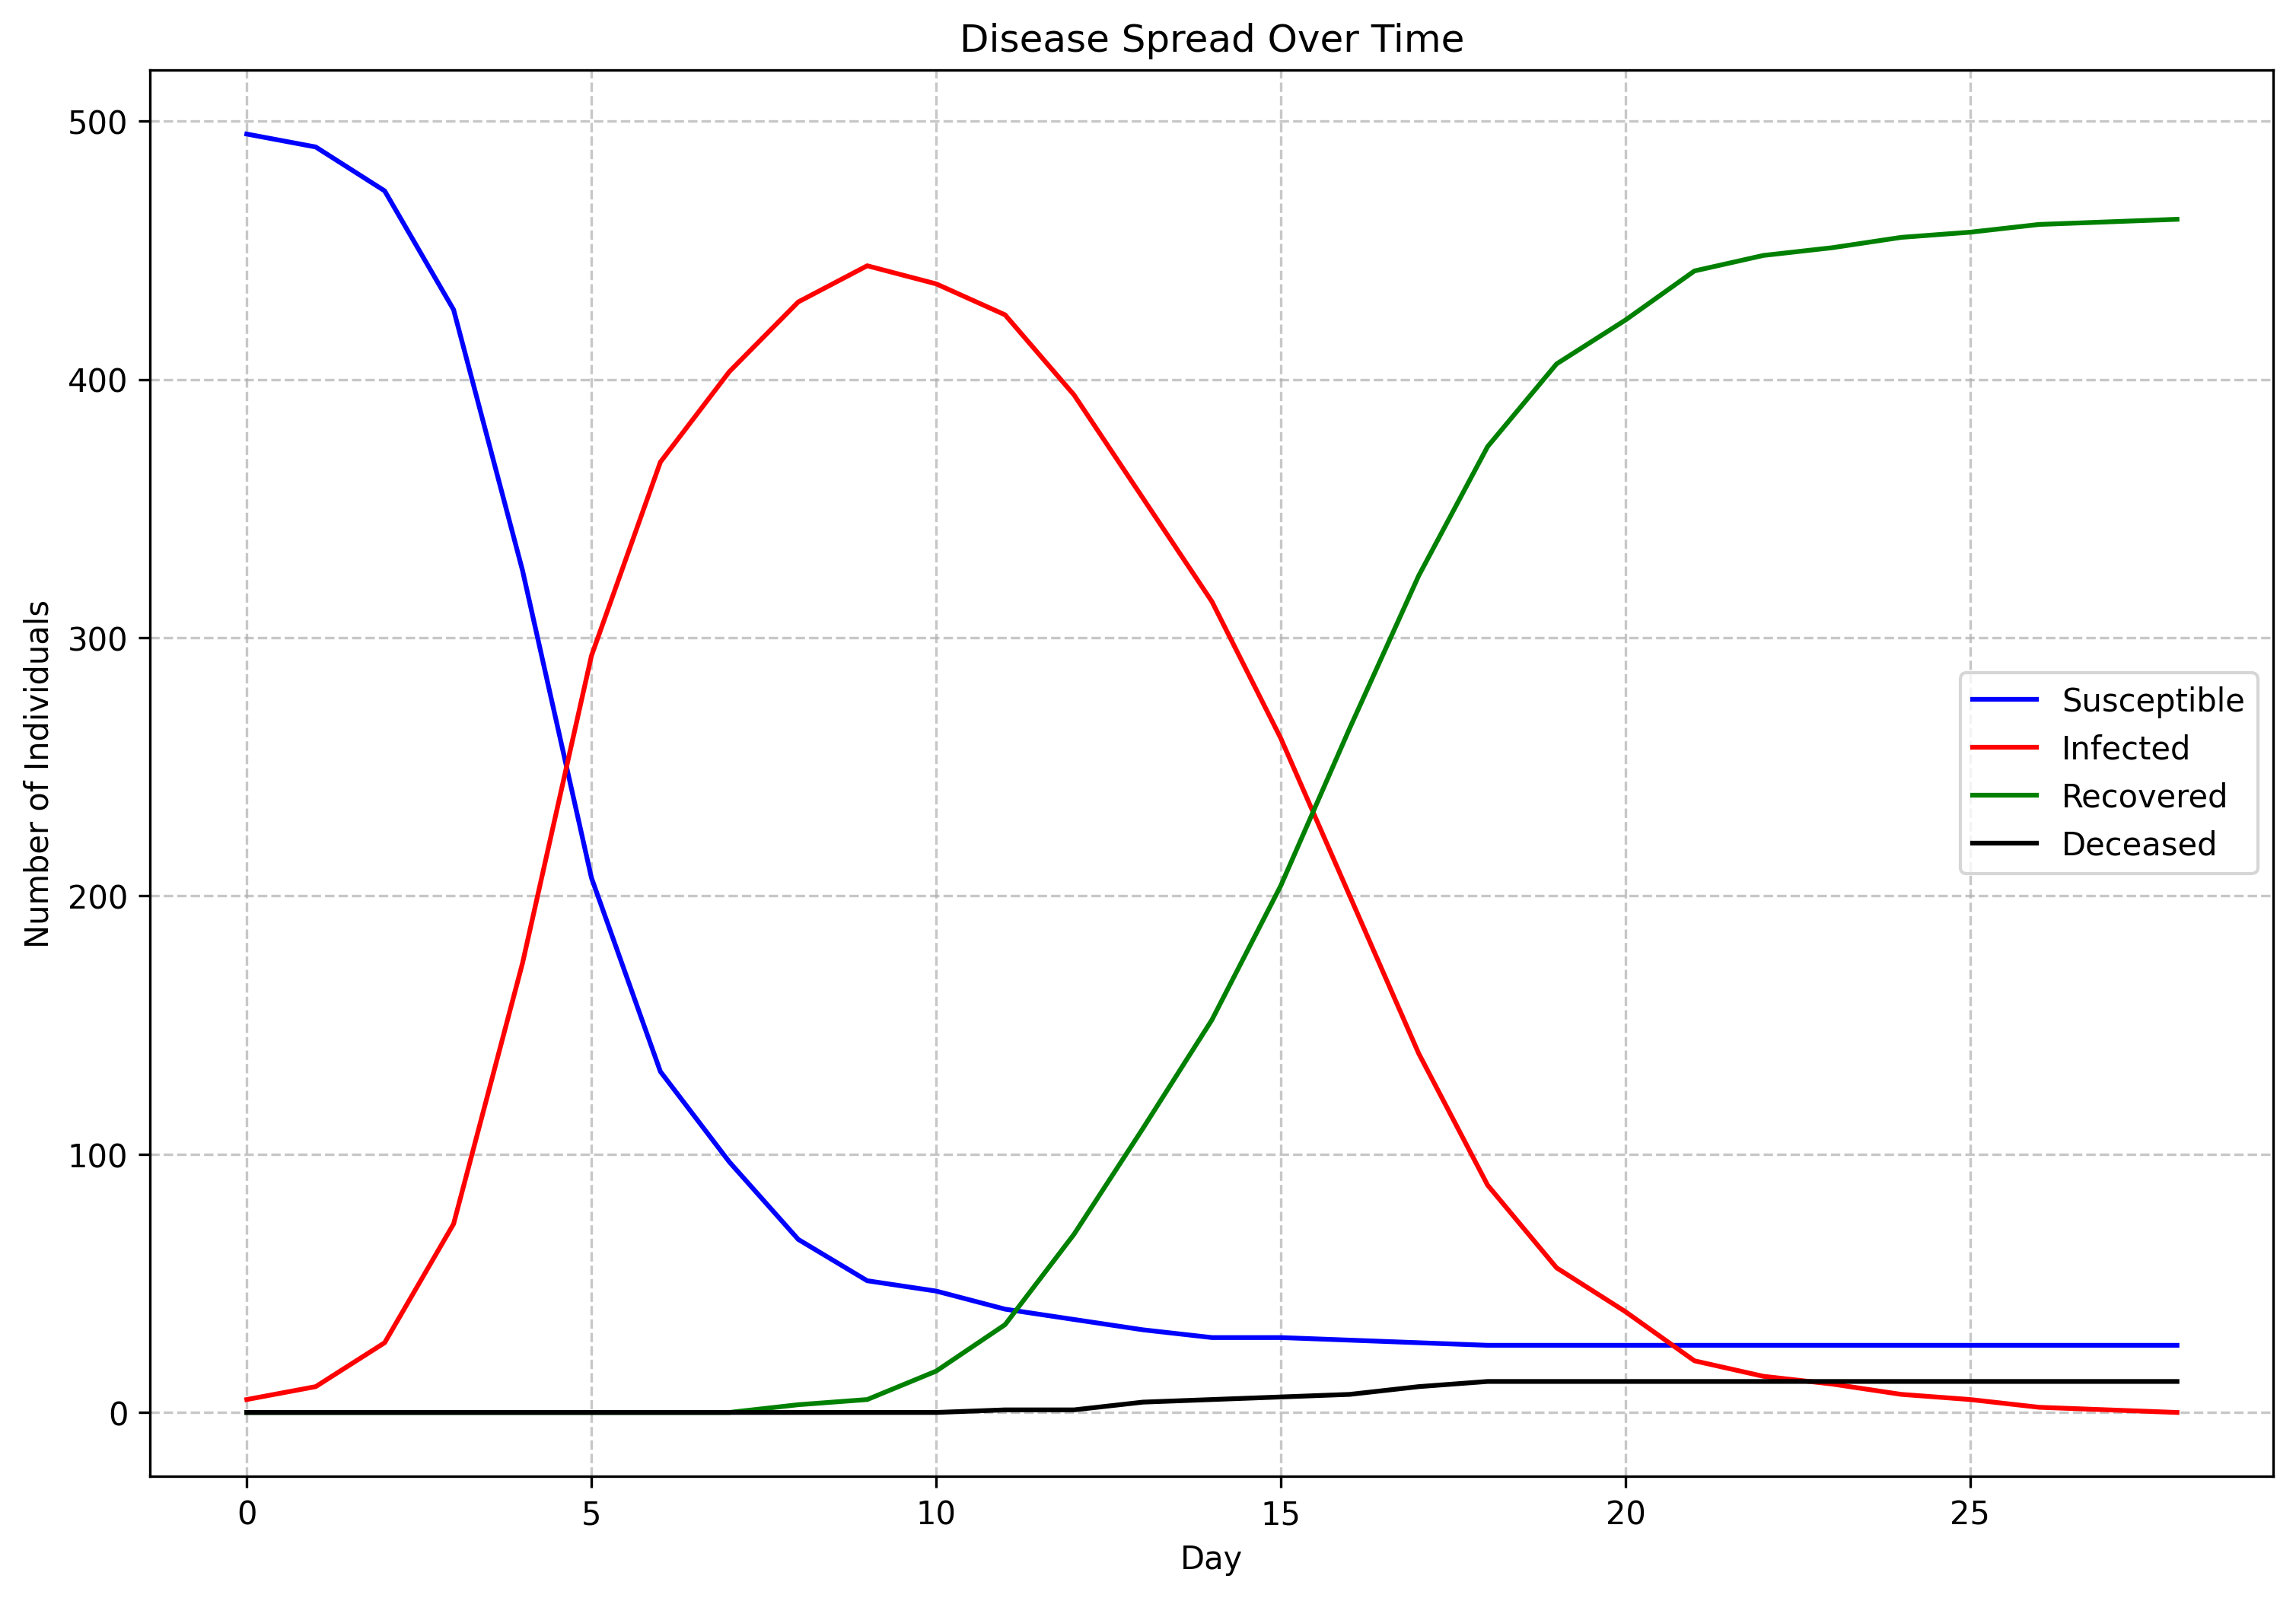 Disease Spread Over Time
Number of Individuals
500
400
300
200
100
0
Susceptible
Infected
Recovered
Deceased
0 5 10 15 20 25
Day